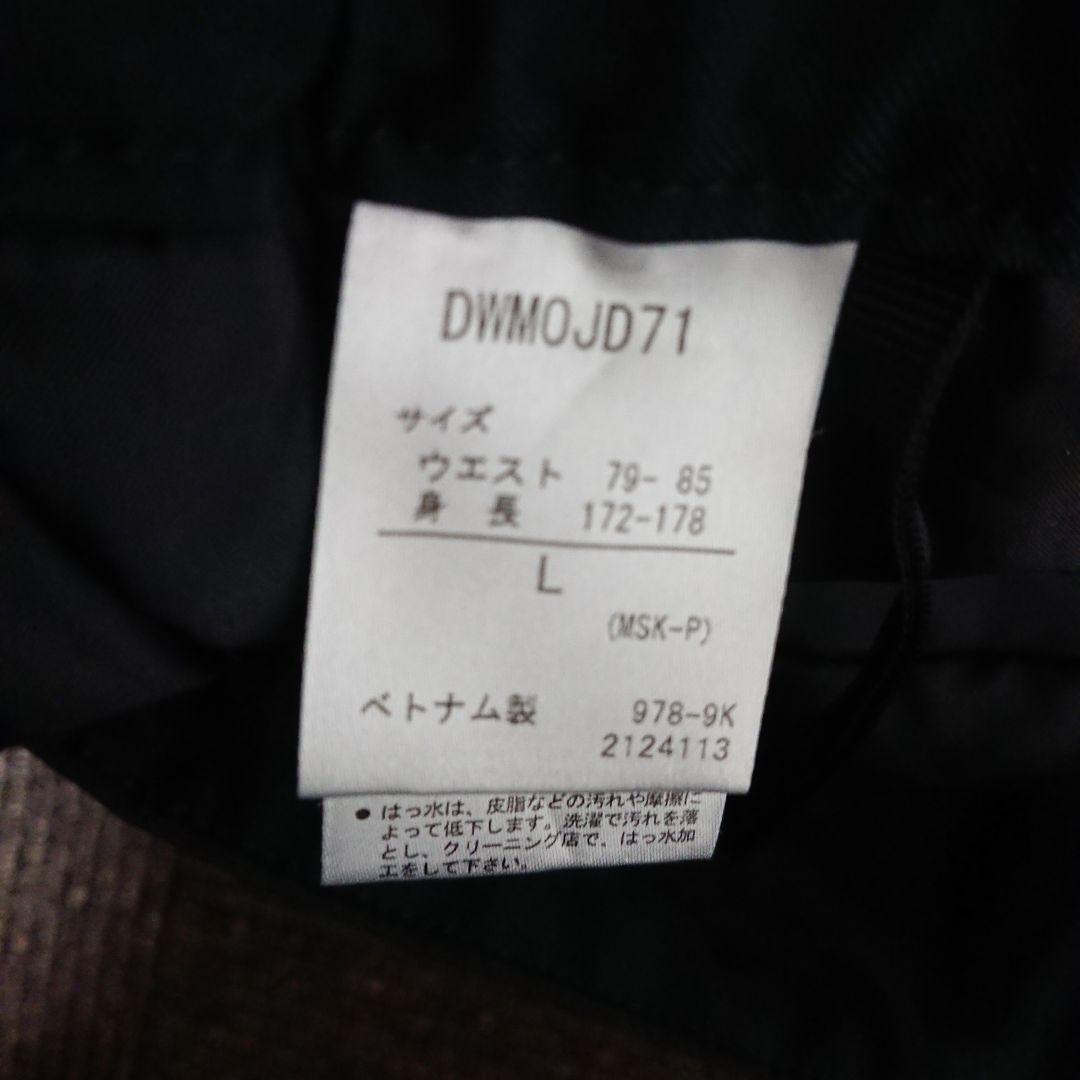 DWMOJD71
サイズ
ウエスト 79- 85
身 長 172-178
L
(MSK-P)
ベトナム製 978-9K
2124113
● はっ水は、皮脂などの汚れや摩擦に
よって低下します。洗濯で汚れを落
とし、クリーニング店で、はっ水加
工をして下さい。